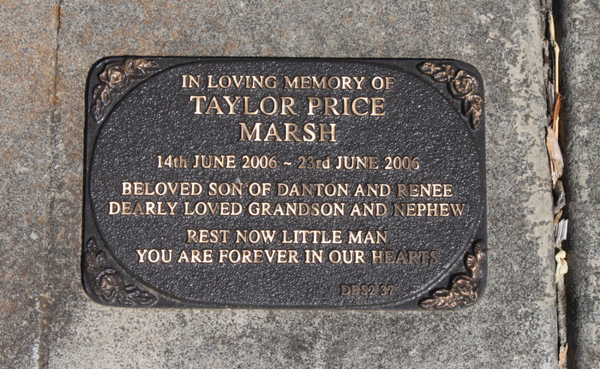 IN LOVING MEMORY OF
TAYLOR PRICE
MARSH
14th JUNE 2006 ~ 23rd JUNE 2006
BELOVED SON OF DANTON AND RENEE
DEARLY LOVED GRANDSON AND NEPHEW
REST NOW LITTLE MAN
YOU ARE FOREVER IN OUR HEARTS